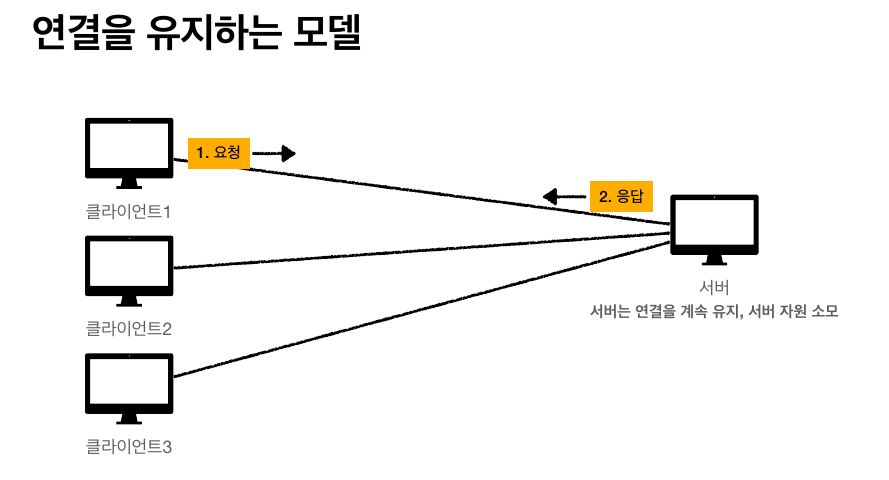 연결을 유지하는 모델
1. 요청
클라이언트1
2. 응답
클라이언트2
서버
서버는 연결을 계속 유지, 서버 자원 소모
클라이언트3